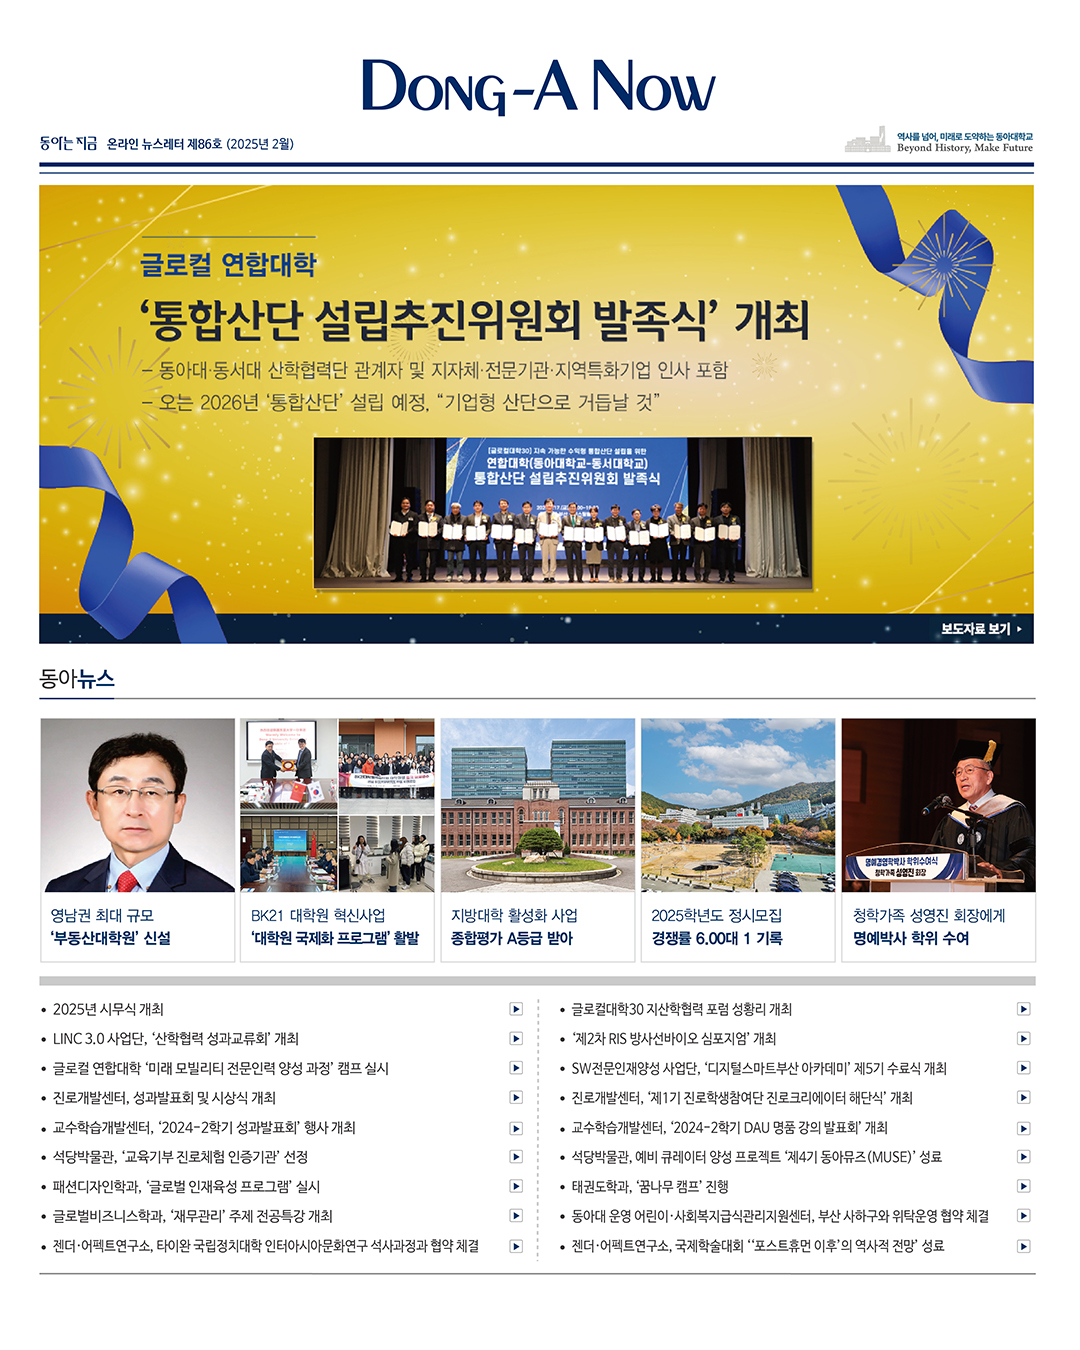 DONG-A NOW
동아는 지금 온라인 뉴스레터 제86호 (2025년 2월)
역사를 넘어, 미래로 도약하는 동아대학교
Beyond History, Make Future
글로컬 연합대학
‘통합산단 설립추진위원회 발족식’ 개최
– 동아대·동서대 산학협력단 관계자 및 지자체·전문기관·지역특화기업 인사 포함
– 오는 2026년 ‘통합산단’ 설립 예정, “기업형 산단으로 거듭날 것”
[글로컬대학30] 지속 가능한 수익형 통합산단 설립을 위한
연합대학(동아대학교-동서대학교)
통합산단 설립추진위원회 발족식
보도자료 보기
동아뉴스
영남권 최대 규모
‘부동산대학원’ 신설
BK21 대학원 혁신사업
‘대학원 국제화 프로그램’ 활발
지방대학 활성화 사업
종합평가 A등급 받아
2025학년도 정시모집
경쟁률 6.00대 1 기록
명예경영학박사 학위수여식
청학가족 성영진 회장
청학가족 성영진 회장에게
명예박사 학위 수여
• 2025년 시무식 개최
• LINC 3.0 사업단, ‘산학협력 성과교류회’ 개최
• 글로컬 연합대학 ‘미래 모빌리티 전문인력 양성 과정’ 캠프 실시
• 진로개발센터, 성과발표회 및 시상식 개최
• 교수학습개발센터, ‘2024-2학기 성과발표회’ 행사 개최
• 석당박물관, ‘교육기부 진로체험 인증기관’ 선정
• 패션디자인학과, ‘글로벌 인재육성 프로그램’ 실시
• 글로벌비즈니스학과, ‘재무관리’ 주제 전공특강 개최
• 젠더·어펙트연구소, 타이완 국립정치대학 인터아시아문화연구 석사과정과 협약 체결
• 글로컬대학30 지산학협력 포럼 성황리 개최
• ‘제2차 RIS 방사선바이오 심포지엄’ 개최
• SW전문인재양성 사업단, ‘디지털스마트부산 아카데미’ 제5기 수료식 개최
• 진로개발센터, ‘제1기 진로학생참여단 진로크리에이터 해단식’ 개최
• 교수학습개발센터, ‘2024-2학기 DAU 명품 강의 발표회’ 개최
• 석당박물관, 예비 큐레이터 양성 프로젝트 ‘제4기 동아뮤즈(MUSE)’ 성료
• 태권도학과, ‘꿈나무 캠프’ 진행
• 동아대 운영 어린이·사회복지급식관리지원센터, 부산 사하구와 위탁운영 협약 체결
• 젠더·어펙트연구소, 국제학술대회 ‘‘포스트휴먼 이후’의 역사적 전망’ 성료